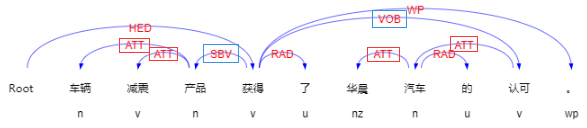 WP
VOB
HED
ATT ATT
ATT SBV RAD ATT RAD
Root 车辆 减震 产品 获得 了 华晨 汽车 的 认可 。
n v n v u nz n u v wp